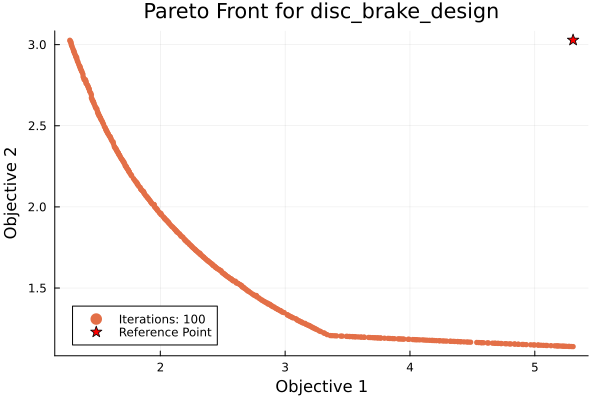 Pareto Front for disc_brake_design
Objective 2
3.0
2.5
2.0
1.5
Iterations: 100
Reference Point
2 3 4 5
Objective 1